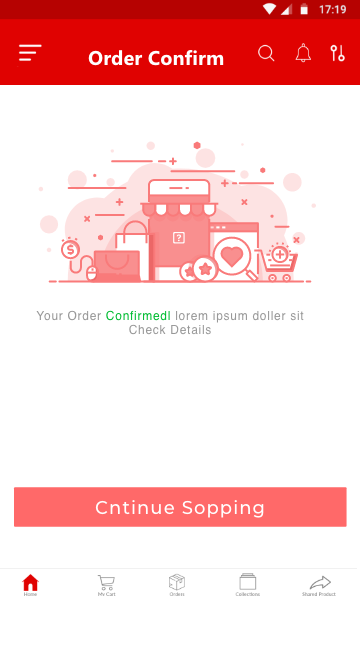 17:19
Order Confirm
Your Order Confirmedl lorem ipsum doller sit
Check Details
Cntinue Sopping
Home
My Cart
Orders
Collections
Shared Product